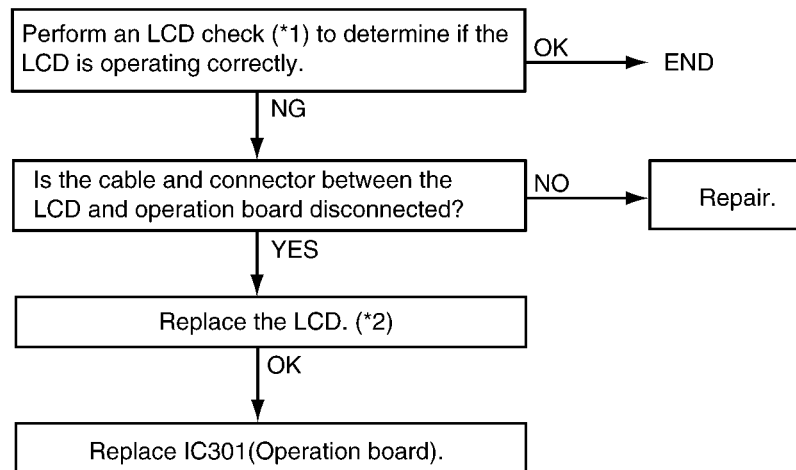 Perform an LCD check (*1) to determine if the
LCD is operating correctly.
OK
END
NG
Is the cable and connector between the
LCD and operation board disconnected?
NO
Repair.
YES
Replace the LCD. (*2)
OK
Replace IC301(Operation board).